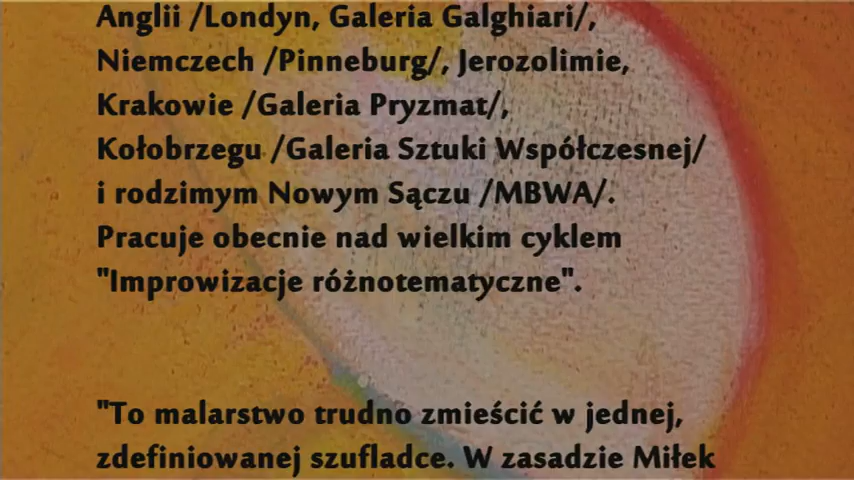 Anglii /Londyn, Galeria Galghiari/,
Niemczech /Pinneburg/, Jerozolimie,
Krakowie /Galeria Pryzmat/,
Kołobrzegu /Galeria Sztuki Współczesnej/
i rodzimym Nowym Sączu /MBWA/.
Pracuje obecnie nad wielkim cyklem
"Improwizacje różnotematyczne".
"To malarstwo trudno zmieścić w jednej,
zdefiniowanej szufladce. W zasadzie Miłek